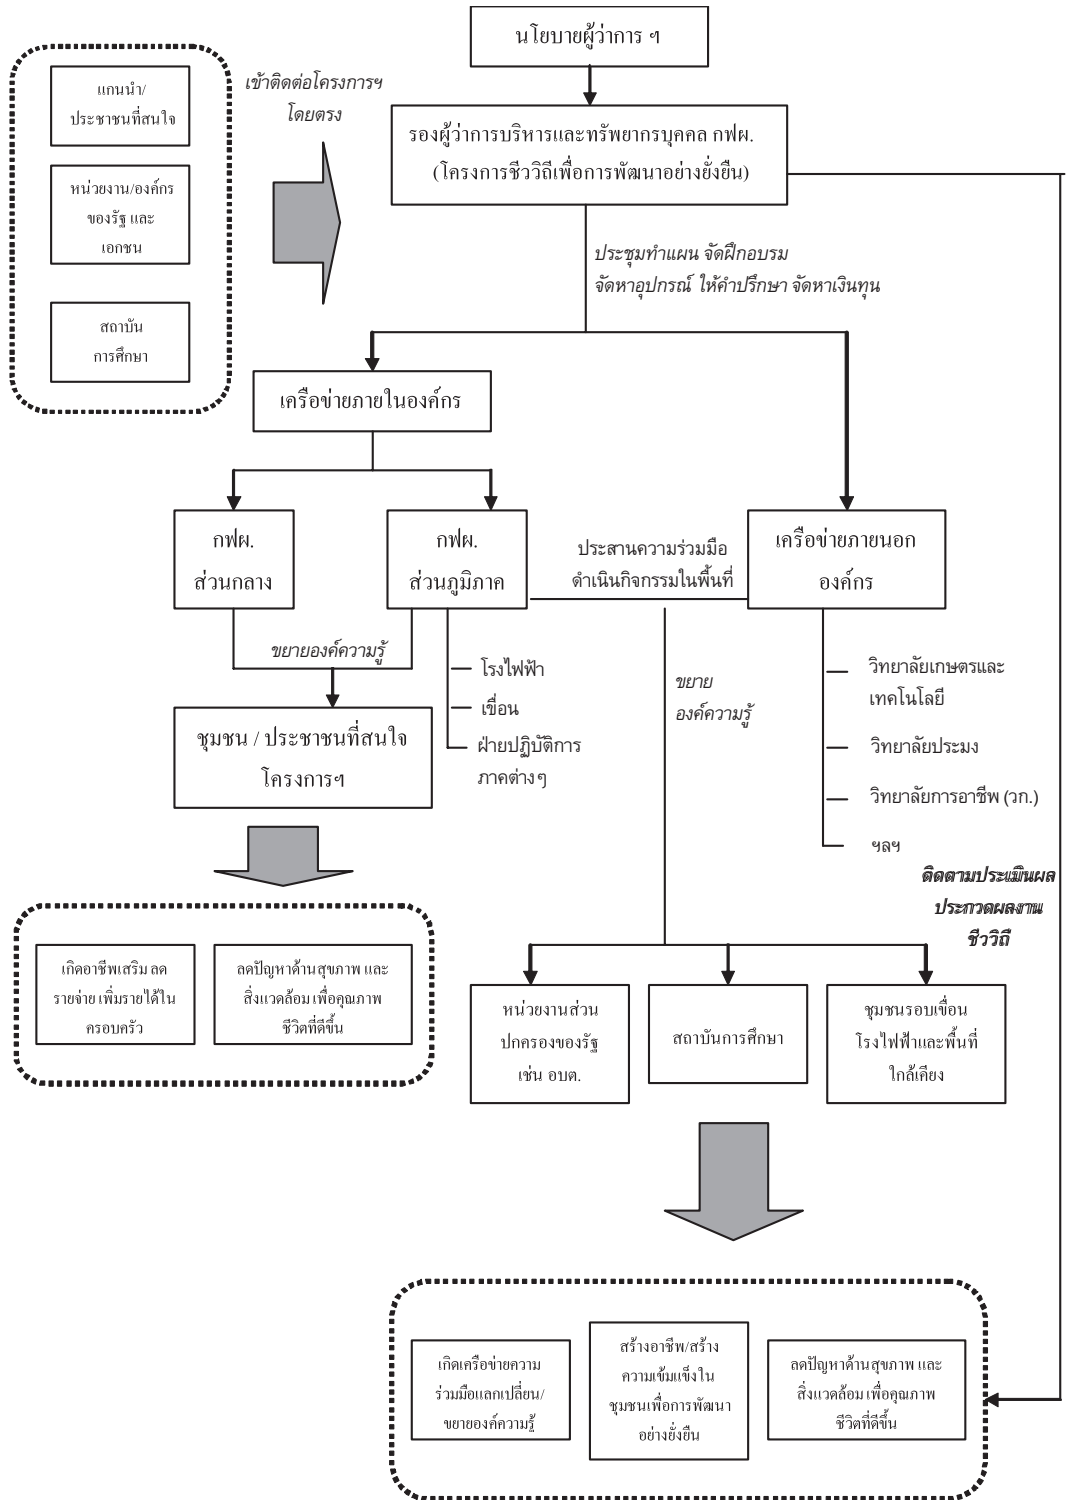 นโยบายผู้ว่าการ ฯ
แกนนำ/
ประชาชนที่สนใจ
หน่วยงาน/องค์กร
ของรัฐ และ
เอกชน
สถาบัน
การศึกษา
เข้าติดต่อโครงการฯ
โดยตรง
รองผู้ว่าการบริหารและทรัพยากรบุคคล กฟผ.
(โครงการชีววิถีเพื่อการพัฒนาอย่างยั่งยืน)
ประชุมทำแผน จัดฝึกอบรม
จัดหาอุปกรณ์ ให้คำปรึกษา จัดหาเงินทุน
เครือข่ายภายในองค์กร
กฟผ.
ส่วนกลาง
กฟผ.
ส่วนภูมิภาค
ประสานความร่วมมือ
ดำเนินกิจกรรมในพื้นที่
เครือข่ายภายนอก
องค์กร
ขยายองค์ความรู้
โรงไฟฟ้า
เขื่อน
ฝ่ายปฏิบัติการ
ภาคต่างๆ
ขยาย
องค์ความรู้
วิทยาลัยเกษตรและ
เทคโนโลยี
วิทยาลัยประมง
วิทยาลัยการอาชีพ (วก.)
ฯลฯ
ชุมชน / ประชาชนที่สนใจ
โครงการฯ
ติดตามประเมินผล
ประกวดผลงาน
ชีววิถี
เกิดอาชีพเสริม ลด
รายจ่าย เพิ่มรายได้ใน
ครอบครัว
ลดปัญหาด้านสุขภาพ และ
สิ่งแวดล้อม เพื่อคุณภาพ
ชีวิตที่ดีขึ้น
หน่วยงานส่วน
ปกครองของรัฐ
เช่น อบต.
สถาบันการศึกษา
ชุมชนรอบเขื่อน
โรงไฟฟ้าและพื้นที่
ใกล้เคียง
เกิดเครือข่ายความ
ร่วมมือแลกเปลี่ยน/
ขยายองค์ความรู้
สร้างอาชีพ/สร้าง
ความเข้มแข็งใน
ชุมชนเพื่อการพัฒนา
อย่างยั่งยืน
ลดปัญหาด้านสุขภาพ และ
สิ่งแวดล้อม เพื่อคุณภาพ
ชีวิตที่ดีขึ้น